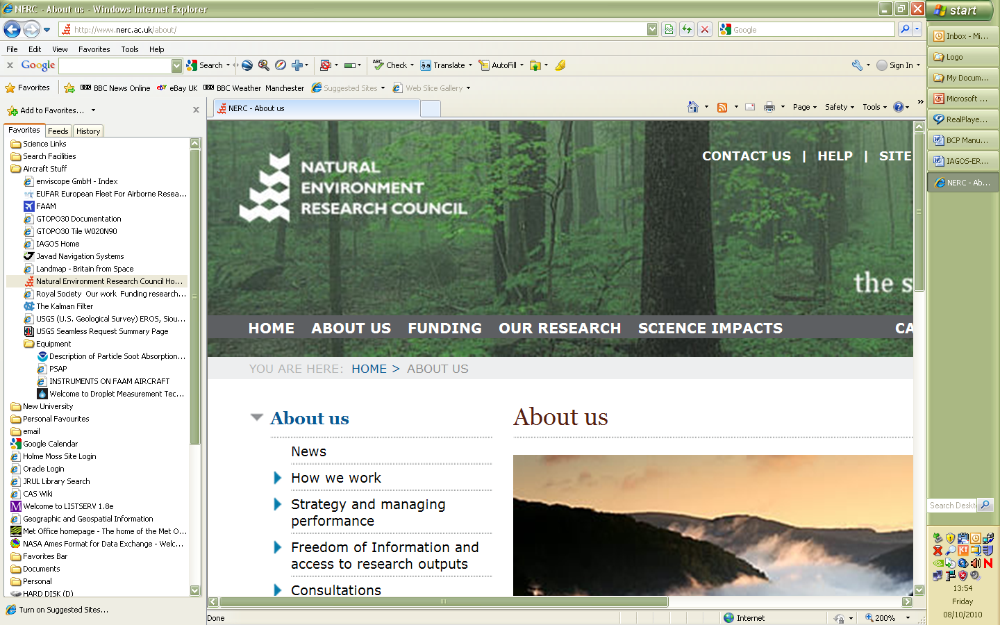 NERC - About us - Windows Internet Explorer
http://www.nerc.ac.uk/about/
Google
File Edit View Favorites Tools Help
Google Search Check Translate AutoFill Sign In
Favorites BBC News Online eBay UK BBC Weather Manchester Suggested Sites Web Slice Gallery
Add to Favorites...
NERC - About us
Page Safety Tools
Favorites Feeds History
Science Links
Search Facilities
Aircraft Stuff
enviscope GmbH - Index
EUFAR European Fleet For Airborne Resea...
FAAM
GTOPO30 Documentation
GTOPO30 Tile W020N90
IAGOS Home
Javad Navigation Systems
Landmap - Britain from Space
Natural Environment Research Council Ho...
Royal Society Our work Funding research...
The Kalman Filter
USGS (U.S. Geological Survey) EROS, Siou...
USGS Seamless Request Summary Page
Equipment
Description of Particle Soot Absorption...
PSAP
INSTRUMENTS ON FAAM AIRCRAFT
Welcome to Droplet Measurement Tec...
New University
Personal Favourites
email
Google Calendar
Holme Moss Site Login
Oracle Login
JRUL Library Search
CAS Wiki
Welcome to LISTSERV 1.8e
Geographic and Geospatial Information
Met Office homepage - The home of the Met O...
NASA Ames Format for Data Exchange - Welc...
Favorites Bar
Documents
Personal
HARD DISK (D)
Turn on Suggested Sites...
CONTACT US | HELP | SITE
NATURAL
ENVIRONMENT
RESEARCH COUNCIL
the s
HOME ABOUT US FUNDING OUR RESEARCH SCIENCE IMPACTS CA
YOU ARE HERE: HOME > ABOUT US
About us
News
How we work
Strategy and managing
performance
Freedom of Information and
access to research outputs
Consultations
About us
Done
Internet
200%
start
Inbox - Mi...
Logo
My Docum...
Microsoft ...
RealPlaye...
BCP Manu...
IAGOS-ER...
NERC - Ab...
Search Deskt
13:54
Friday
08/10/2010